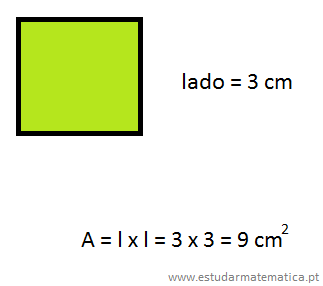 lado = 3 cm
A = l x l = 3 x 3 = 9 cm²
www.estudarmatematica.pt